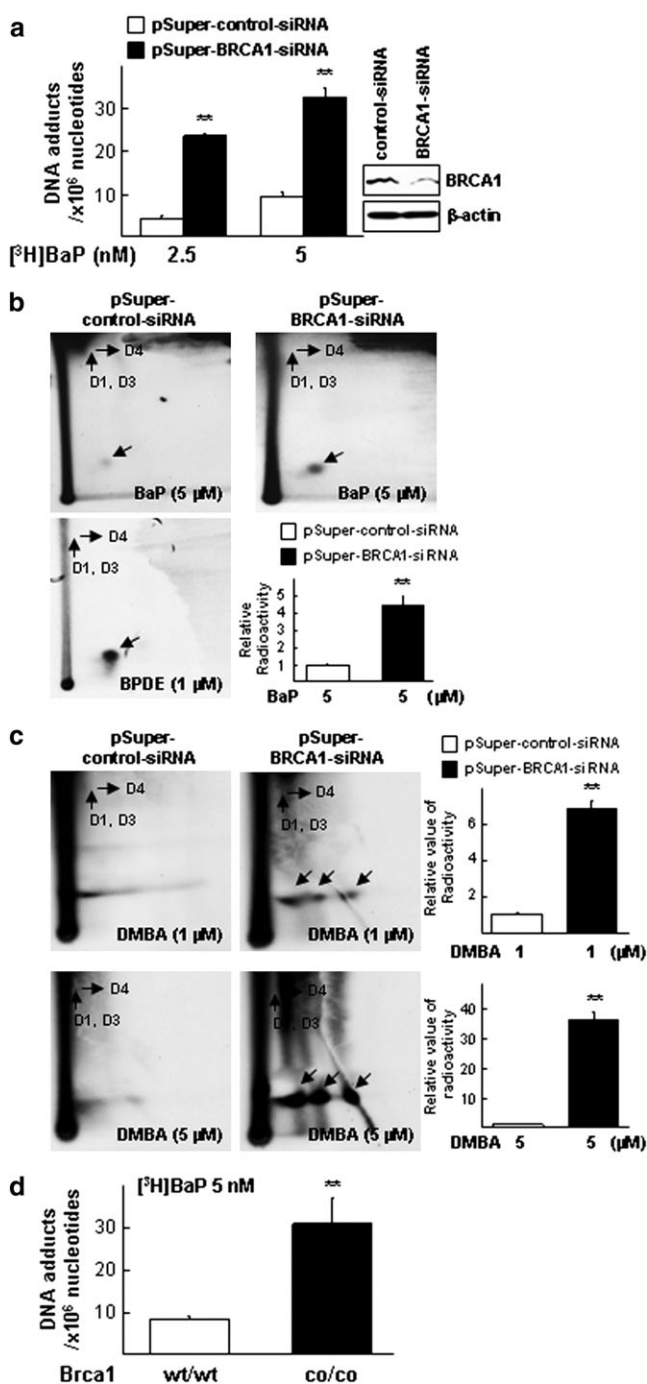 a
pSuper-control-siRNA
pSuper-BRCA1-siRNA
DNA adducts
/x10⁶ nucleotides
30
20
10
**
**
[³H]BaP (nM)
2.5
5
control-siRNA
BRCA1-siRNA
BRCA1
β-actin
b
pSuper-
control-siRNA
pSuper-
BRCA1-siRNA
D4
D1, D3
BaP (5 µM)
D4
D1, D3
BaP (5 µM)
D4
D1, D3
BPDE (1 µM)
pSuper-control-siRNA
pSuper-BRCA1-siRNA
Relative
Radioactivity
5
4
3
2
1
**
BaP
5
5
(µM)
c
pSuper-
control-siRNA
pSuper-
BRCA1-siRNA
pSuper-control-siRNA
pSuper-BRCA1-siRNA
D4
D1, D3
DMBA (1 µM)
D4
D1, D3
DMBA (1 µM)
Relative value of
Radioactivity
6
4
2
**
DMBA
1
1
(µM)
D4
D1, D3
DMBA (5 µM)
D4
D3
DMBA (5 µM)
Relative value of
radioactivity
40
30
20
10
**
DMBA
5
5
(µM)
d
[³H]BaP 5 nM
DNA adducts
/x10⁶ nucleotides
30
20
10
**
Brca1
wt/wt
co/co